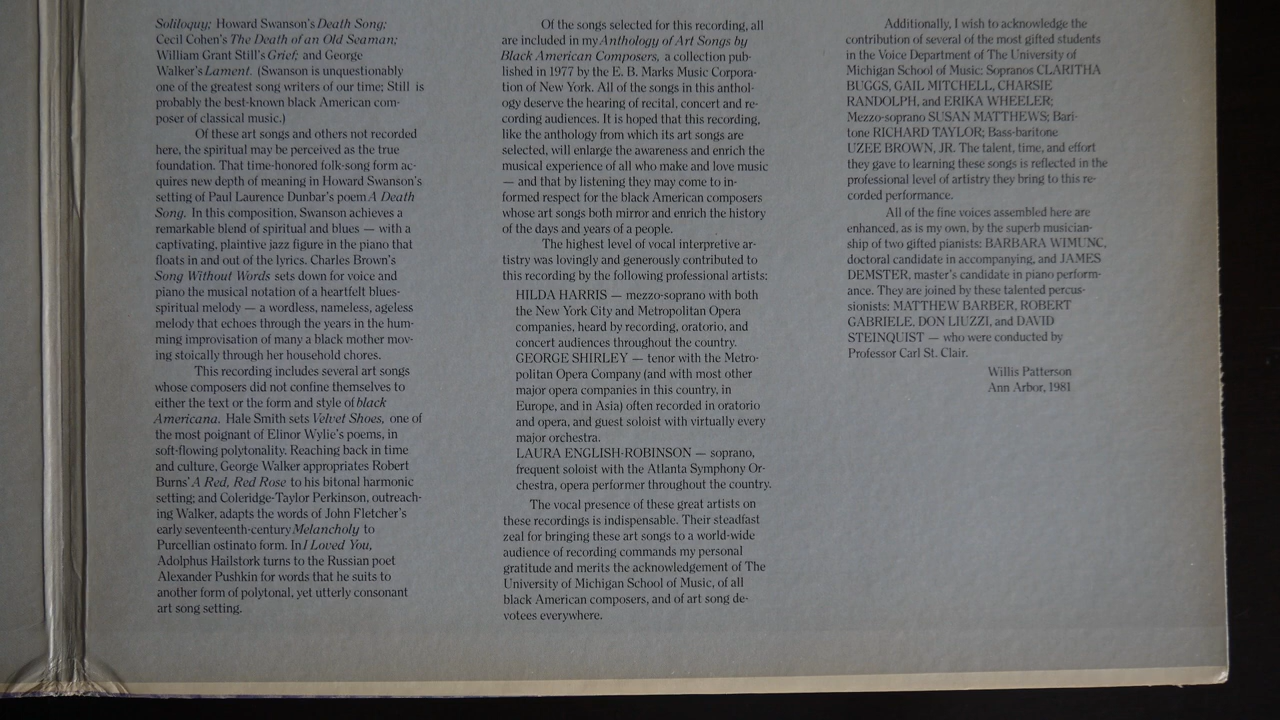 Soliloquy; Howard Swanson's Death Song;
Cecil Cohen's The Death of an Old Seaman;
William Grant Still's Grief; and George
Walker's Lament. (Swanson is unquestionably
one of the greatest song writers of our time; Still is
probably the best-known black American com-
poser of classical music.)
Of these art songs and others not recorded
here, the spiritual may be perceived as the true
foundation. That time-honored folk-song form ac-
quires new depth of meaning in Howard Swanson's
setting of Paul Laurence Dunbar's poem A Death
Song. In this composition, Swanson achieves a
remarkable blend of spiritual and blues — with a
captivating, plaintive jazz figure in the piano that
floats in and out of the lyrics. Charles Brown's
Song Without Words sets down for voice and
piano the musical notation of a heartfelt blues-
spiritual melody — a wordless, nameless, ageless
melody that echoes through the years in the hum-
ming improvisation of many a black mother mov-
ing stoically through her household chores.
This recording includes several art songs
whose composers did not confine themselves to
either the text or the form and style of black
Americana. Hale Smith sets Velvet Shoes, one of
the most poignant of Elinor Wylie's poems, in
soft-flowing polytonality. Reaching back in time
and culture, George Walker appropriates Robert
Burns' A Red, Red Rose to his bitonal harmonic
setting; and Coleridge-Taylor Perkinson, outreach-
ing Walker, adapts the words of John Fletcher's
early seventeenth-century Melancholy to
Purcellian ostinato form. In I Loved You,
Adolphus Hailstork turns to the Russian poet
Alexander Pushkin for words that he suits to
another form of polytonal, yet utterly consonant
art song setting.
Of the songs selected for this recording, all
are included in my Anthology of Art Songs by
Black American Composers, a collection pub-
lished in 1977 by the E. B. Marks Music Corpora-
tion of New York. All of the songs in this anthol-
ogy deserve the hearing of recital, concert and re-
cording audiences. It is hoped that this recording,
like the anthology from which its art songs are
selected, will enlarge the awareness and enrich the
musical experience of all who make and love music
— and that by listening they may come to in-
formed respect for the black American composers
whose art songs both mirror and enrich the history
of the days and years of a people.
The highest level of vocal interpretive ar-
tistry was lovingly and generously contributed to
this recording by the following professional artists:
HILDA HARRIS — mezzo-soprano with both
the New York City and Metropolitan Opera
companies, heard by recording, oratorio, and
concert audiences throughout the country.
GEORGE SHIRLEY — tenor with the Metro-
politan Opera Company (and with most other
major opera companies in this country, in
Europe, and in Asia) often recorded in oratorio
and opera, and guest soloist with virtually every
major orchestra.
LAURA ENGLISH-ROBINSON — soprano,
frequent soloist with the Atlanta Symphony Or-
chestra, opera performer throughout the country.
The vocal presence of these great artists on
these recordings is indispensable. Their steadfast
zeal for bringing these art songs to a world-wide
audience of recording commands my personal
gratitude and merits the acknowledgement of The
University of Michigan School of Music, of all
black American composers, and of art song de-
votees everywhere.
Additionally, I wish to acknowledge the
contribution of several of the most gifted students
in the Voice Department of The University of
Michigan School of Music: Sopranos CLARITHA
BUGGS, GAIL MITCHELL, CHARSIE
RANDOLPH, and ERIKA WHEELER;
Mezzo-soprano SUSAN MATTHEWS; Bari-
tone RICHARD TAYLOR; Bass-baritone
UZEE BROWN, JR. The talent, time, and effort
they gave to learning these songs is reflected in the
professional level of artistry they bring to this re-
corded performance.
All of the fine voices assembled here are
enhanced, as is my own, by the superb musician-
ship of two gifted pianists: BARBARA WIMUNC,
doctoral candidate in accompanying, and JAMES
DEMSTER, master's candidate in piano perform-
ance. They are joined by these talented percus-
sionists: MATTHEW BARBER, ROBERT
GABRIELE, DON LIUZZI, and DAVID
STEINQUIST — who were conducted by
Professor Carl St. Clair.
Willis Patterson
Ann Arbor, 1981